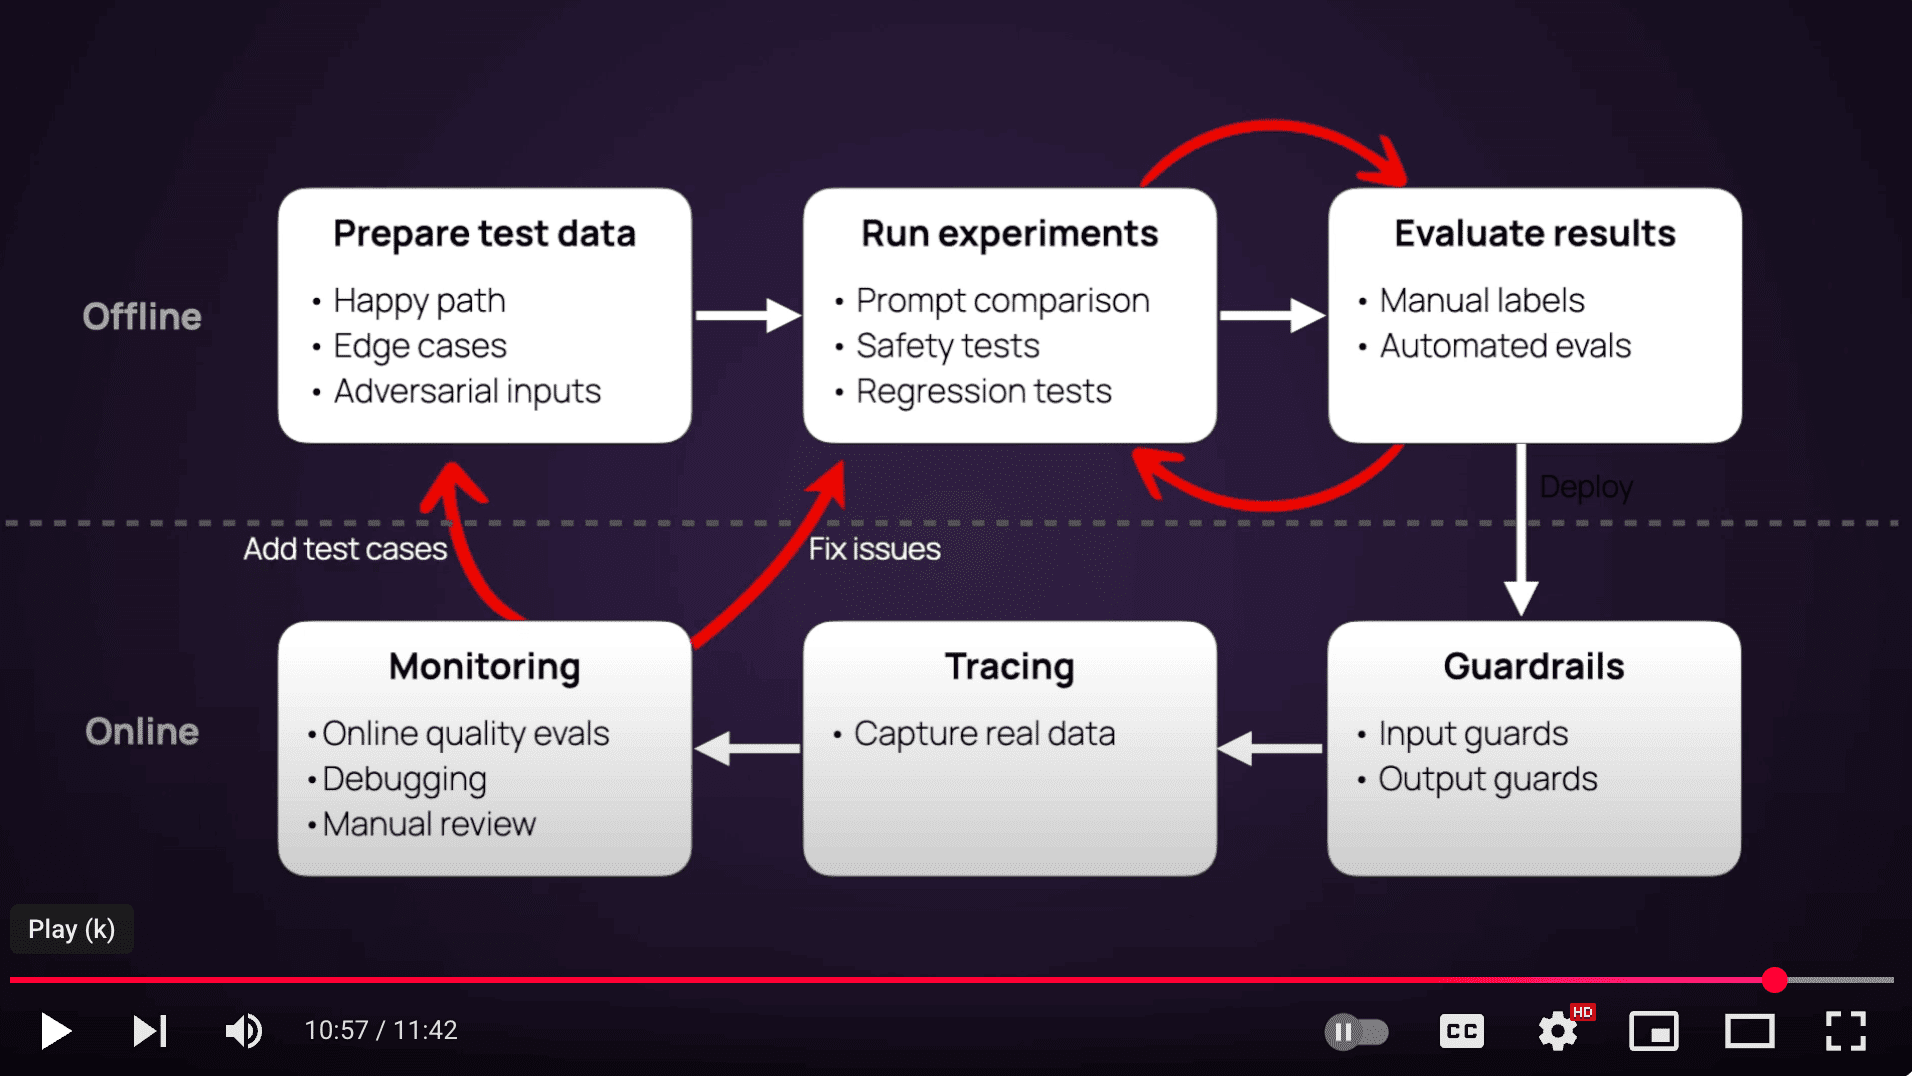 Offline
Prepare test data
• Happy path
• Edge cases
• Adversarial inputs
Run experiments
• Prompt comparison
• Safety tests
• Regression tests
Evaluate results
• Manual labels
• Automated evals
Deploy
Add test cases
Fix issues
Online
Monitoring
• Online quality evals
• Debugging
• Manual review
Tracing
• Capture real data
Guardrails
• Input guards
• Output guards
Play (k)
10:57 / 11:42
CC
HD